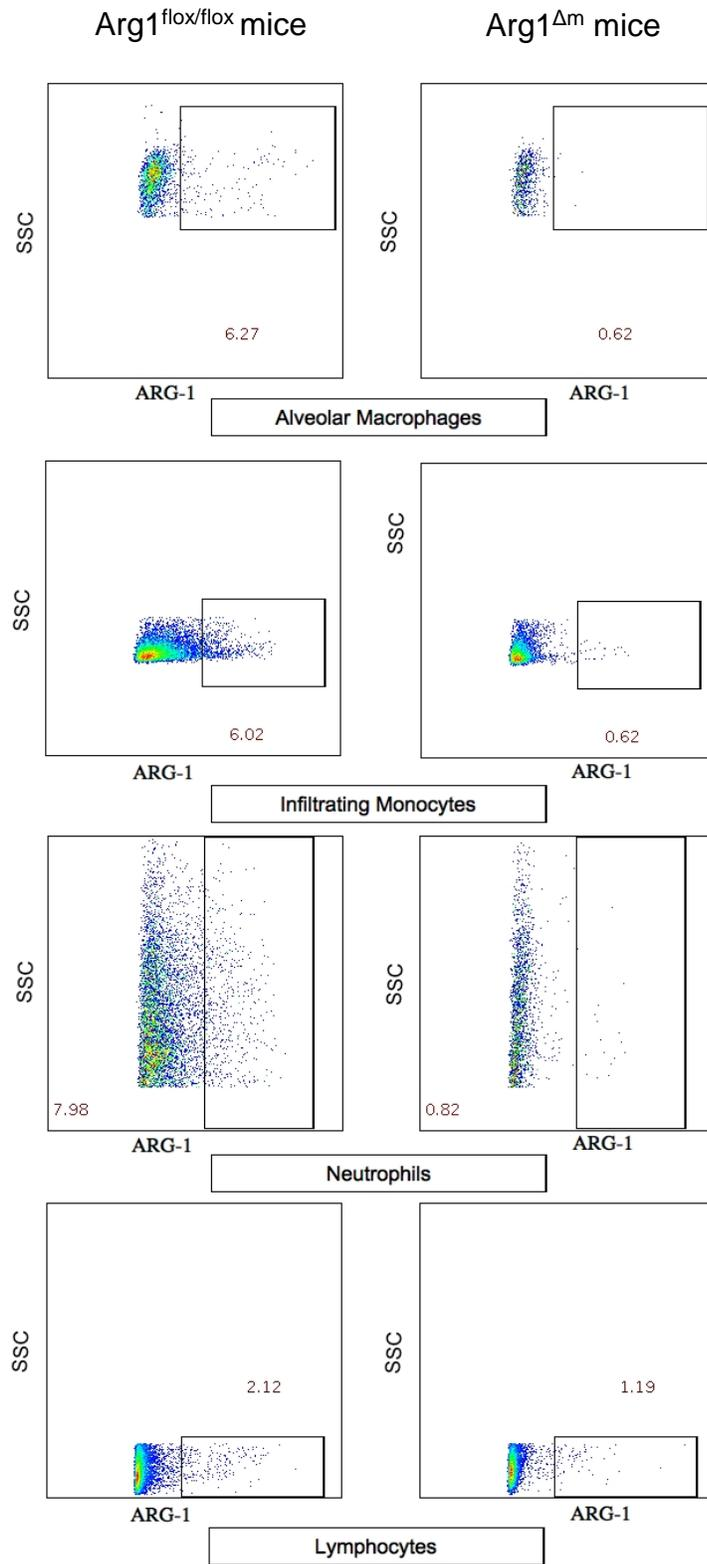 Arg1flox/flox mice Arg1Δm mice
SSC SSC
6.27 0.62
ARG-1 ARG-1
Alveolar Macrophages
SSC SSC
6.02 0.62
ARG-1 ARG-1
Infiltrating Monocytes
SSC SSC
7.98 0.82
ARG-1 ARG-1
Neutrophils
SSC SSC
2.12 1.19
ARG-1 ARG-1
Lymphocytes